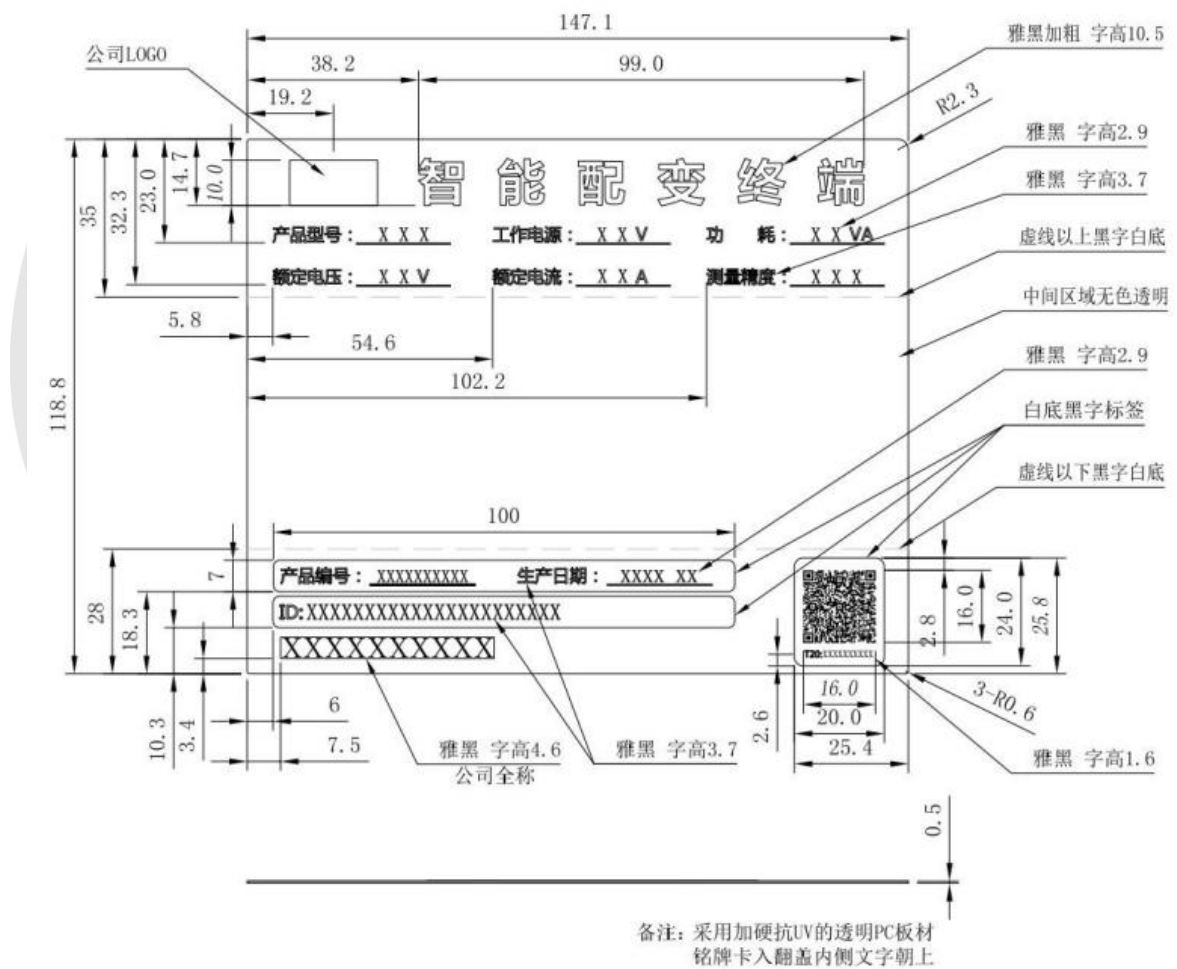 147.1
公司LOGO
雅黑加粗 字高10.5
38.2
99.0
19.2
R2.3
雅黑 字高2.9
雅黑 字高3.7
智能配变终端
35
32.3
23.0
14.7
10.0
产品型号： X X X 工作电源： X X V 功 耗： X X VA
虚线以上黑字白底
额定电压： X X V 额定电流： X X A 测量精度： X X X
中间区域无色透明
5.8
54.6
雅黑 字高2.9
102.2
118.8
白底黑字标签
虚线以下黑字白底
100
产品编号： XXXXXXXXXX 生产日期： XXXX XX
7
28
18.3
ID:XXXXXXXXXXXXXXXXXXXXXX
XXXXXXXXXX
T20:XXXXXXXXXX
2.8
16.0
24.0
25.8
16.0
3-R0.6
6
20.0
2.6
10.3
3.4
7.5
25.4
雅黑 字高4.6
公司全称
雅黑 字高3.7
雅黑 字高1.6
0.5
备注：采用加硬抗UV的透明PC板材
铭牌卡入翻盖内侧文字朝上